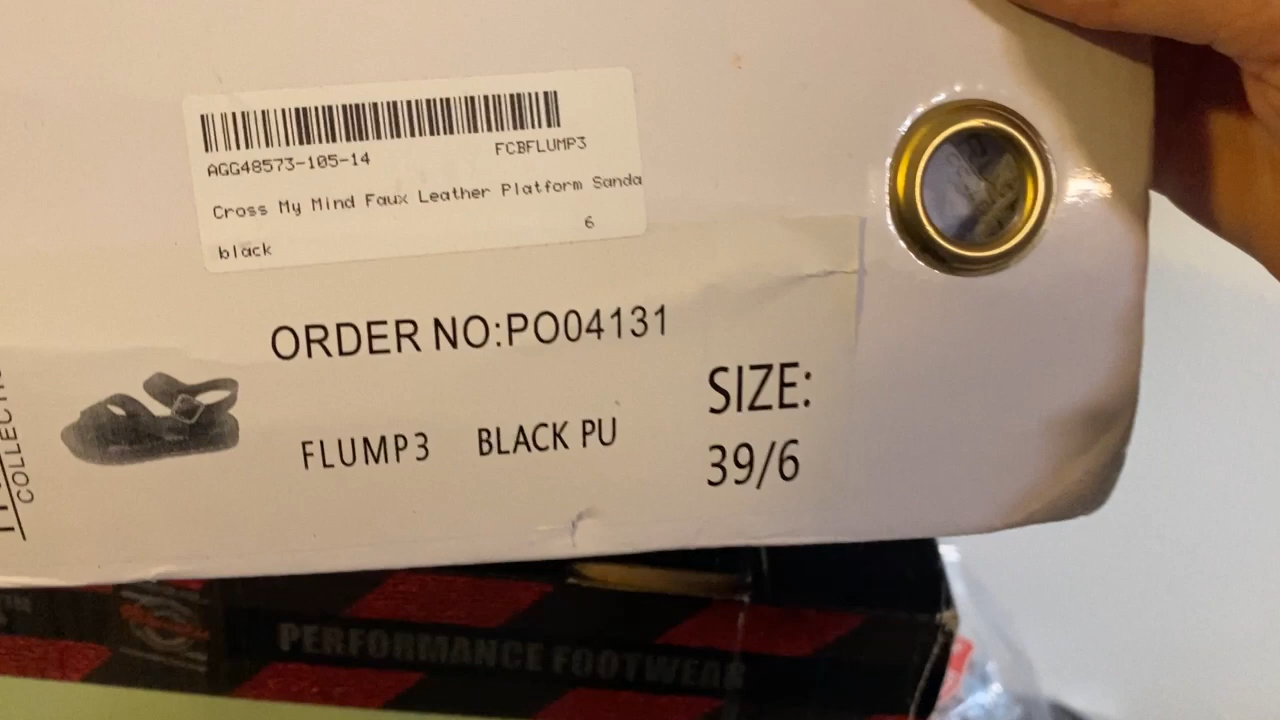 AGG48573-105-14
FCBFLUMP3
Cross My Mind Faux Leather Platform Sanda
6
black
ORDER NO:PO04131
SIZE:
39/6
FLUMP3 BLACK PU
COLLECTIO
PERFORMANCE FOOTWEAR